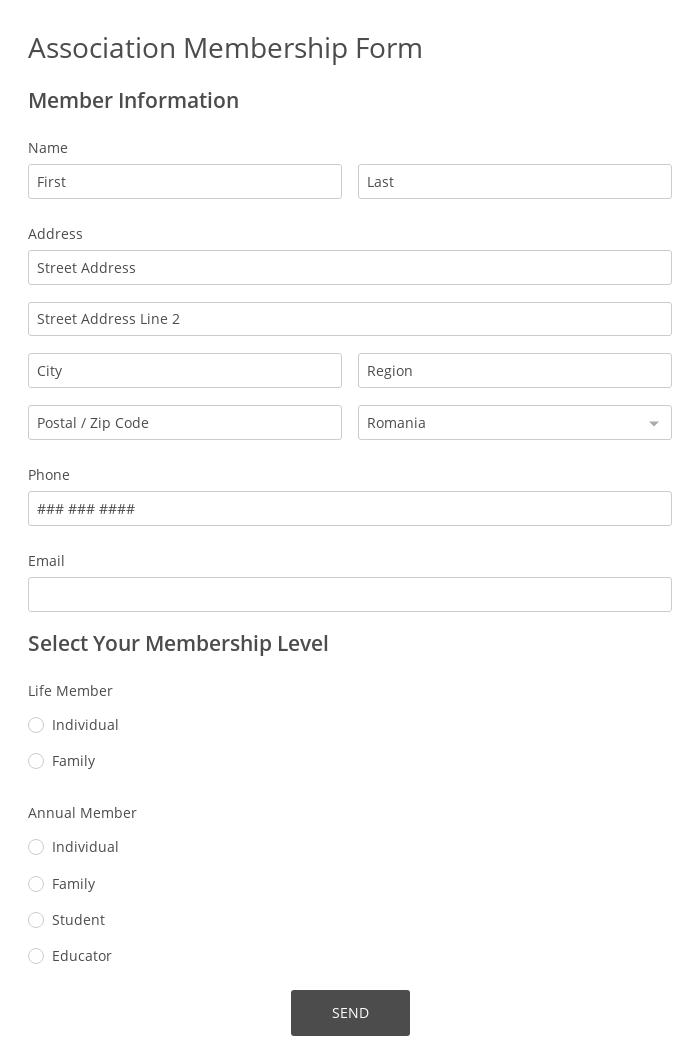 Association Membership Form
Member Information
Name
First Last
Address
Street Address
Street Address Line 2
City Region
Postal / Zip Code Romania
Phone
### ### ####
Email
Select Your Membership Level
Life Member
Individual
Family
Annual Member
Individual
Family
Student
Educator
SEND